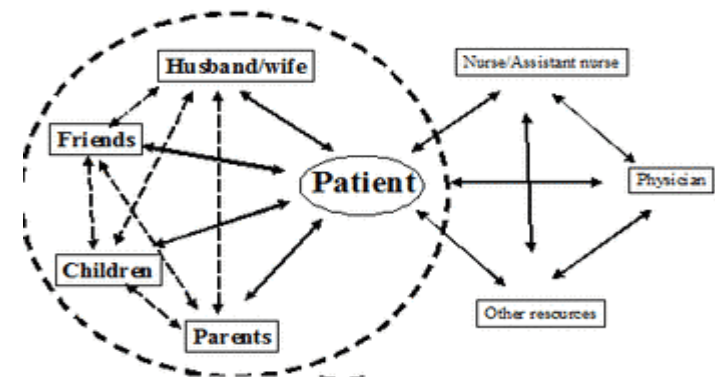 Husband/wife
Nurse/Assistant nurse
Friends
Patient
Physician
Children
Other resources
Parents